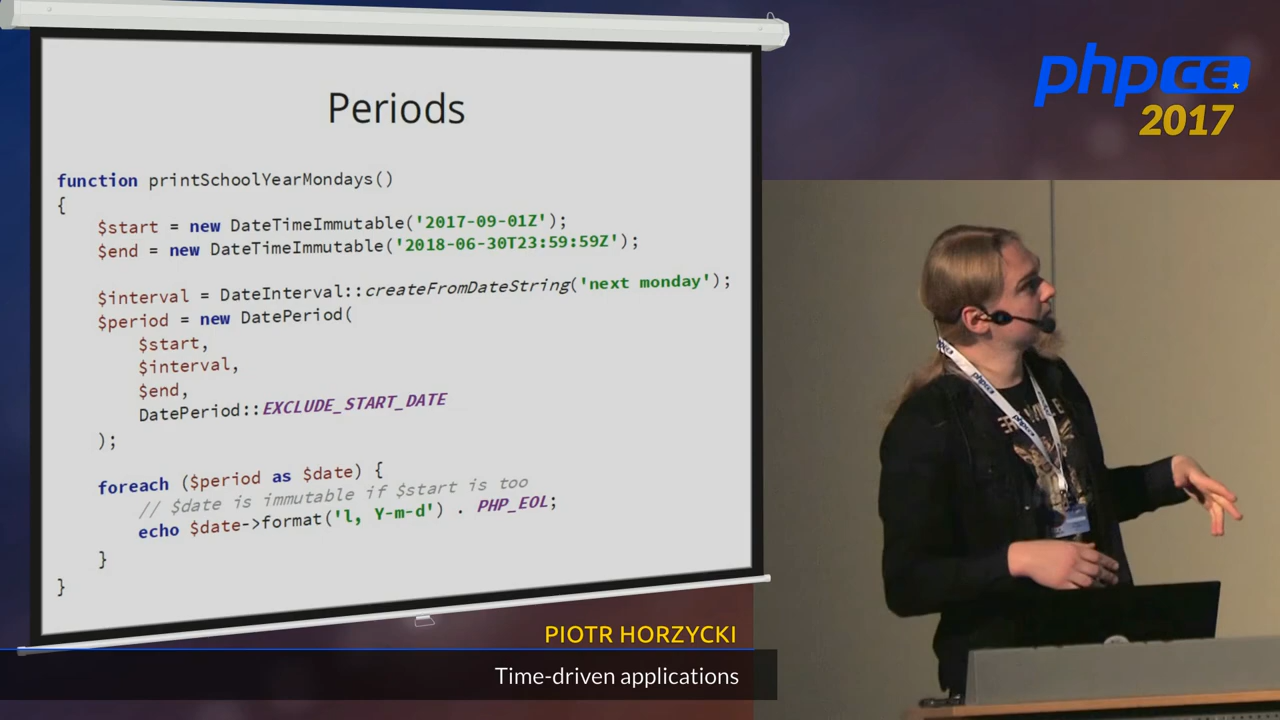 Periods
function printSchoolYearMondays()
{
    $start = new DateTimeImmutable('2017-09-01Z');
    $end = new DateTimeImmutable('2018-06-30T23:59:59Z');
    $interval = DateInterval::createFromDateString('next monday');
    $period = new DatePeriod(
        $start,
        $interval,
        $end,
        DatePeriod::EXCLUDE_START_DATE
    );
    foreach ($period as $date) {
        // $date is immutable if $start is too
        echo $date->format('l, Y-m-d') . PHP_EOL;
    }
}
phpCE
2017
PIOTR HORZYCKI
Time-driven applications